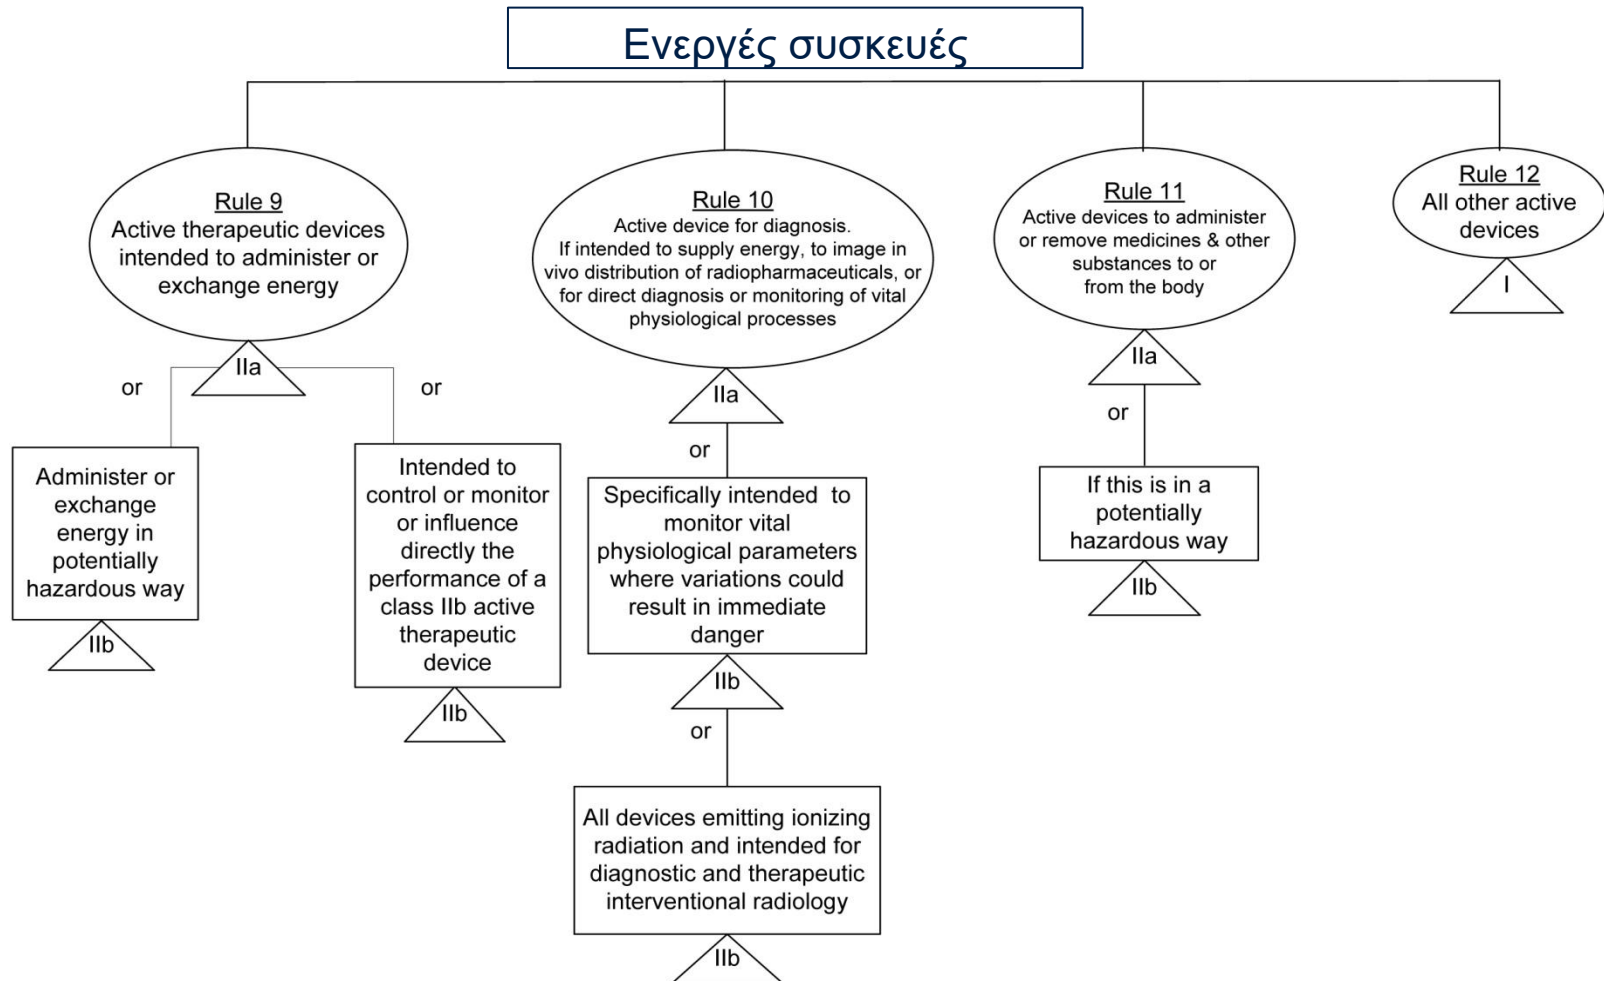 Ενεργές συσκευές
Rule 9
Active therapeutic devices
intended to administer or
exchange energy
IIa
or
or
Administer or
exchange
energy in
potentially
hazardous way
IIb
Intended to
control or monitor
or influence
directly the
performance of a
class IIb active
therapeutic
device
IIb
Rule 10
Active device for diagnosis.
If intended to supply energy, to image in
vivo distribution of radiopharmaceuticals, or
for direct diagnosis or monitoring of vital
physiological processes
IIa
or
Specifically intended to
monitor vital
physiological parameters
where variations could
result in immediate
danger
IIb
or
All devices emitting ionizing
radiation and intended for
diagnostic and therapeutic
interventional radiology
IIb
Rule 11
Active devices to administer
or remove medicines & other
substances to or
from the body
IIa
or
If this is in a
potentially
hazardous way
IIb
Rule 12
All other active
devices
I